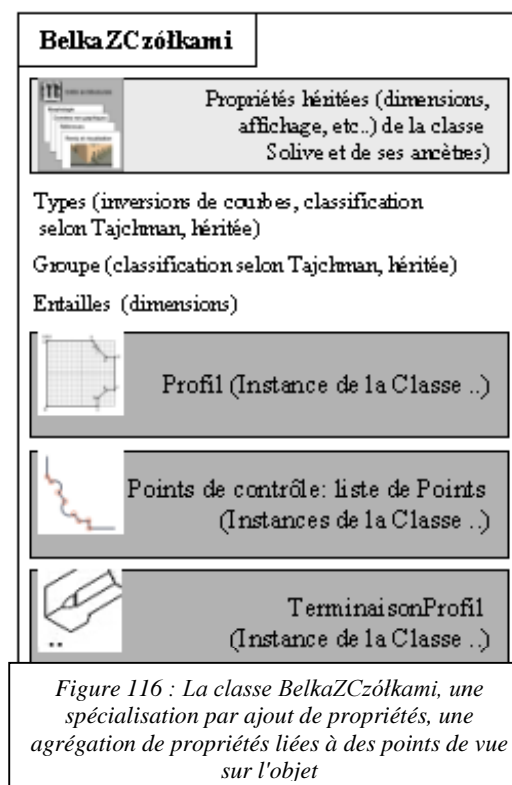 BelkaZCzółkami
Propriétés héritées (dimensions,
affichage, etc..) de la classe
Solive et de ses ancètres)
Types (inversions de courbes, classification
selon Tajchman, héritée)
Groupe (classification selon Tajchman, héritée)
Entailles (dimensions)
Profil (Instance de la Classe ..)
Points de contrôle: liste de Points
(Instances de la Classe ..)
TerminaisonProfil
(Instance de la Classe ..)
Figure 116 : La classe BelkaZCzółkami, une
spécialisation par ajout de propriétés, une
agrégation de propriétés liées à des points de vue
sur l'objet